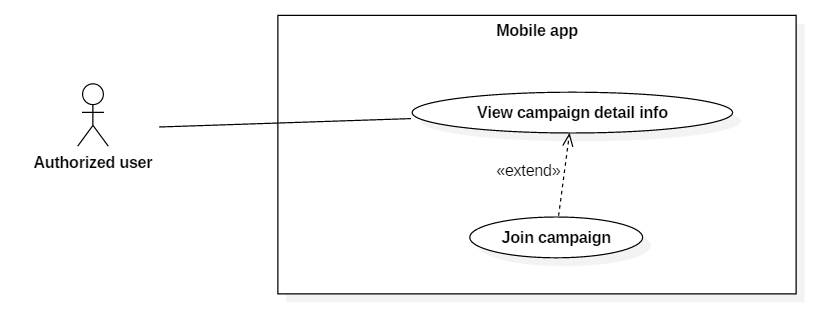 Mobile app
View campaign detail info
Authorized user
«extend»
Join campaign